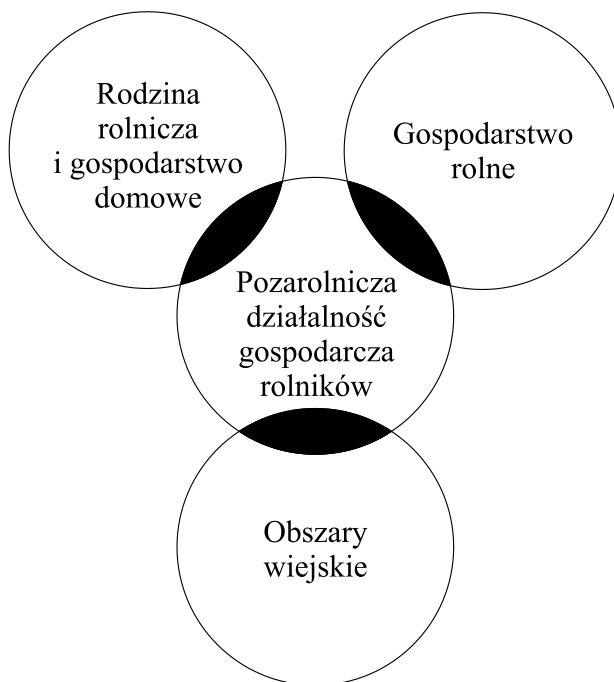 Rodzina
rolnicza
i gospodarstwo
domowe
Gospodarstwo
rolne
Pozarolnicza
działalność
gospodarcza
rolników
Obszary
wiejskie